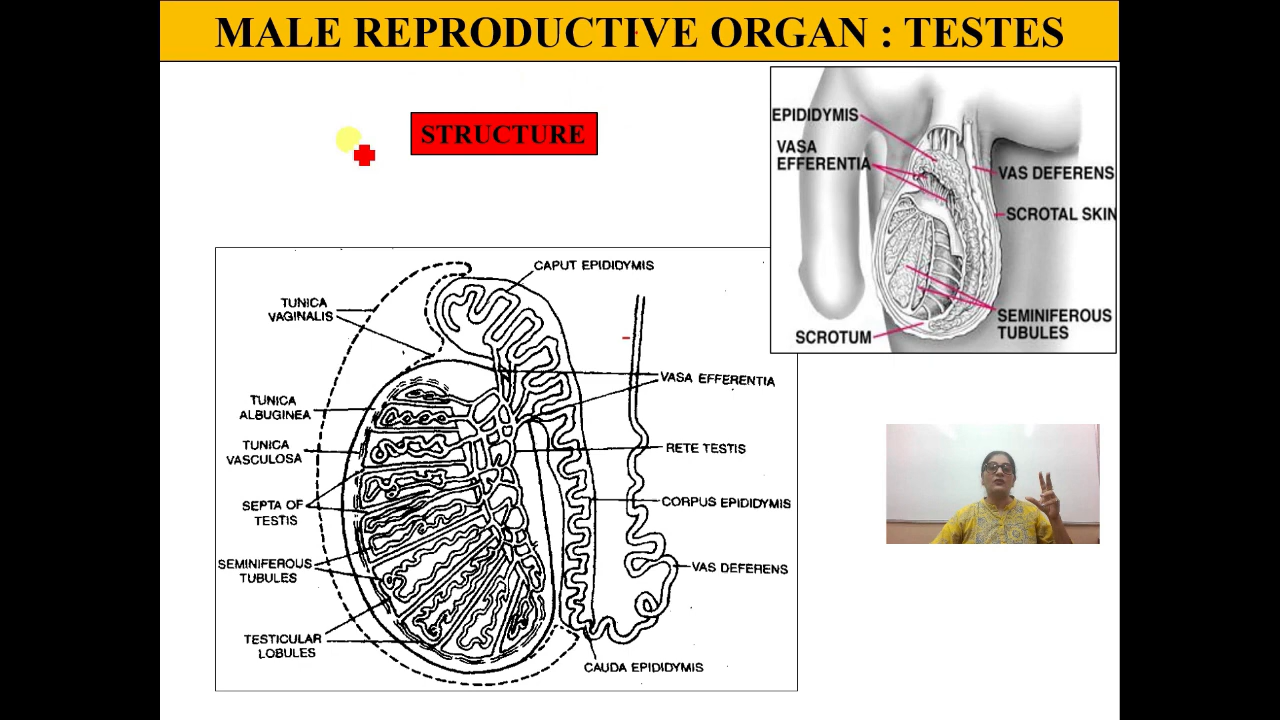 MALE REPRODUCTIVE ORGAN : TESTES
STRUCTURE
EPIDIDYMIS
VASA
EFFERENTIA
VAS DEFERENS
SCROTAL SKIN
SEMINIFEROUS
TUBULES
SCROTUM
CAPUT EPIDIDYMIS
TUNICA
VAGINALIS
VASA EFFERENTIA
TUNICA
ALBUGINEA
TUNICA
VASCULOSA
RETE TESTIS
SEPTA OF
TESTIS
CORPUS EPIDIDYMIS
SEMINIFEROUS
TUBULES
VAS DEFERENS
TESTICULAR
LOBULES
CAUDA EPIDIDYMIS